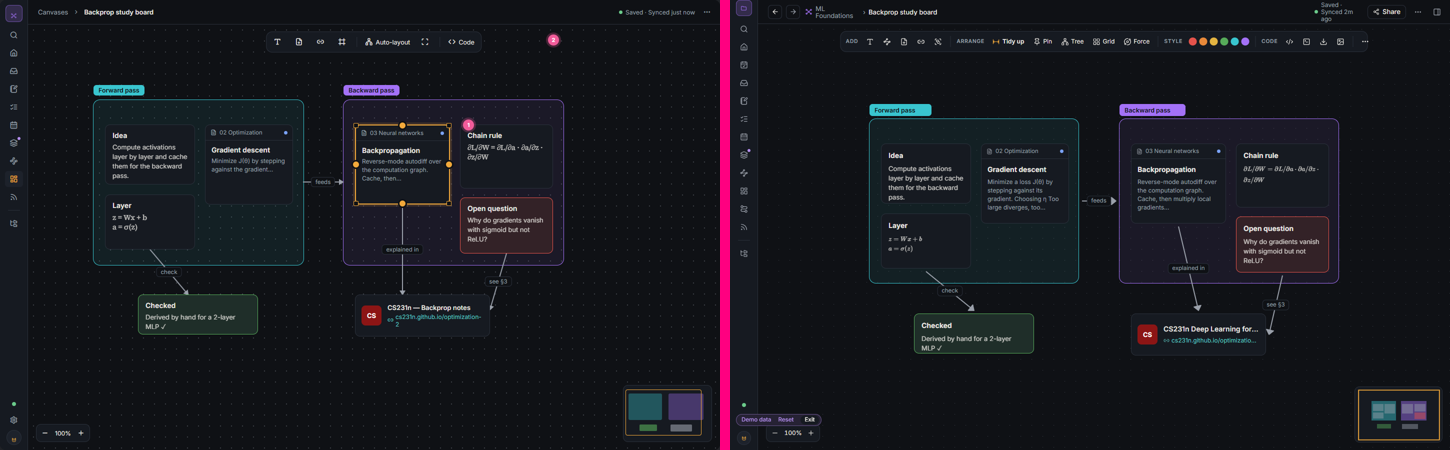 Canvases > Backprop study board
Saved · Synced just now
Auto-layout
Code
2
Forward pass
Idea
Compute activations
layer by layer and cache
them for the backward
pass.
02 Optimization
Gradient descent
Minimize J(θ) by stepping
against the gradient…
Layer
z = Wx + b
a = σ(z)
feeds
Backward pass
1
03 Neural networks
Backpropagation
Reverse-mode autodiff over
the computation graph.
Cache, then…
Chain rule
∂L/∂W = ∂L/∂a · ∂a/∂z ·
∂z/∂W
Open question
Why do gradients vanish
with sigmoid but not
ReLU?
explained in
see §3
check
Checked
Derived by hand for a 2-layer
MLP ✓
CS
CS231n — Backprop notes
cs231n.github.io/optimization-
2
100%
ML
Foundations
> Backprop study board
Saved ·
Synced 2m
ago
Share
ADD
ARRANGE
Tidy up
Pin
Tree
Grid
Force
STYLE
CODE
Forward pass
Idea
Compute activations
layer by layer and cache
them for the backward
pass.
02 Optimization
Gradient descent
Minimize a loss J(θ) by
stepping against its
gradient. Choosing η Too
large diverges, too…
Layer
z = Wx + b
a = σ(z)
feeds
Backward pass
03 Neural networks
Backpropagation
Reverse-mode autodiff over
the computation graph.
Cache, then multiply local
gradients…
Chain rule
∂L/∂W = ∂L/∂a · ∂a/∂z ·
∂z/∂W
Open question
Why do gradients vanish
with sigmoid but not
ReLU?
explained in
see §3
check
Checked
Derived by hand for a 2-layer
MLP ✓
CS
CS231n Deep Learning for…
cs231n.github.io/optimizatio…
Demo data
Reset
Exit
100%